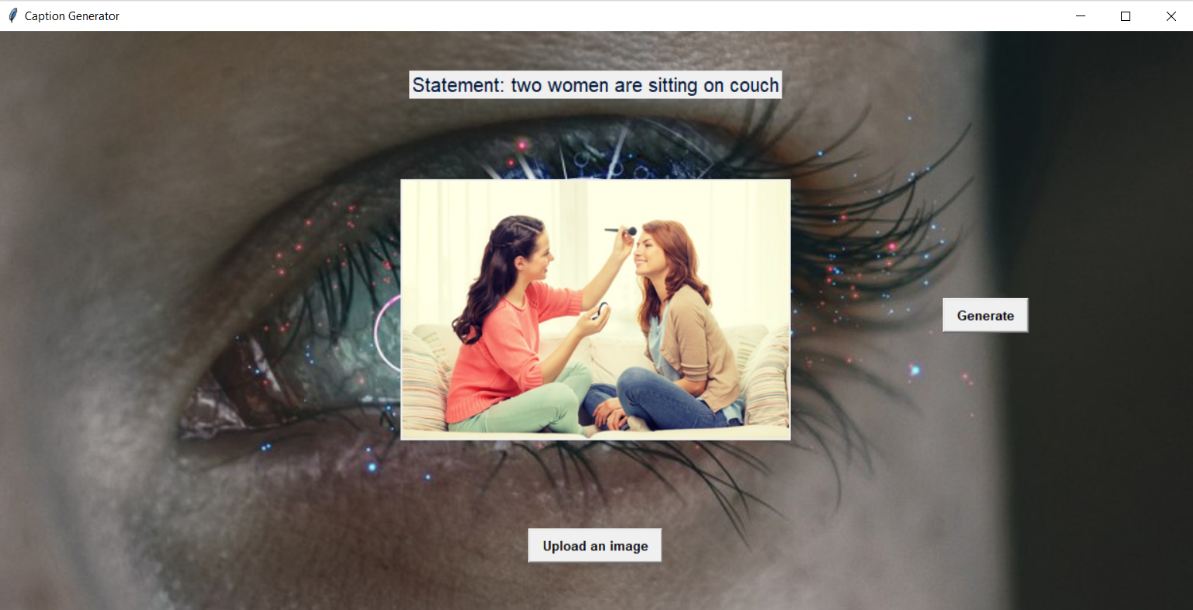 Caption Generator
Statement: two women are sitting on couch
Generate
Upload an image